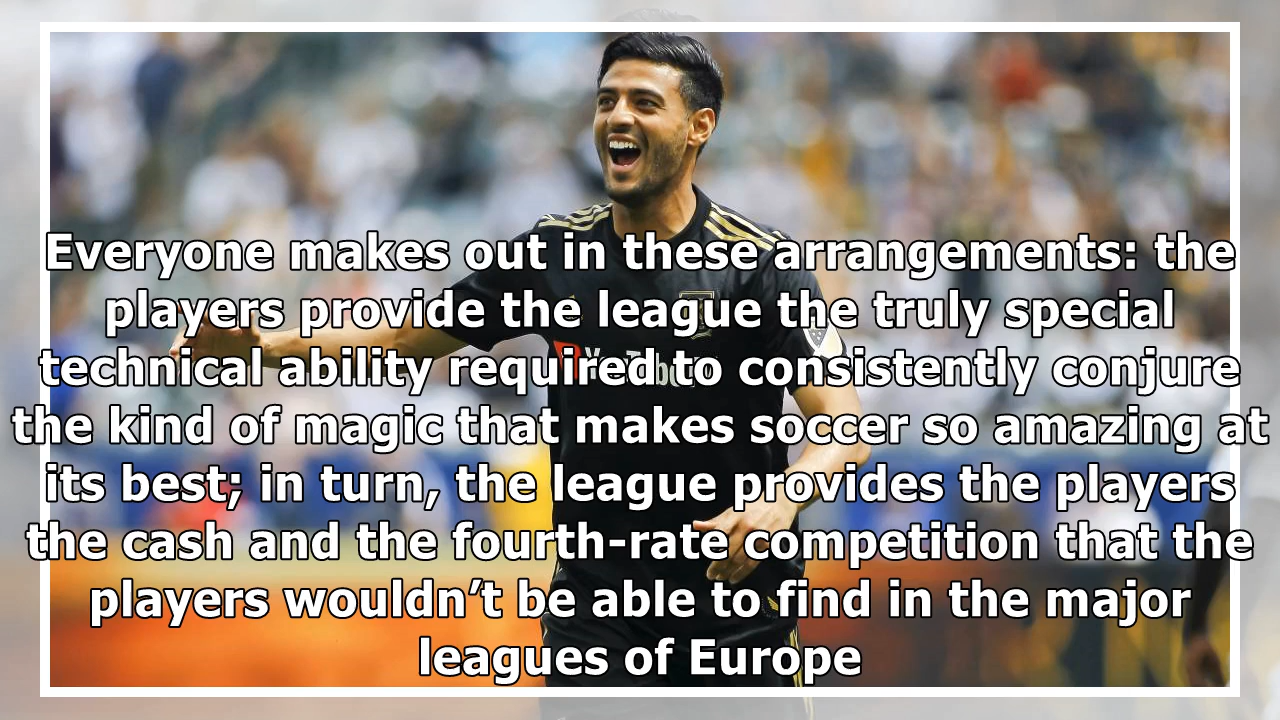 Everyone makes out in these arrangements: the
players provide the league the truly special
technical ability required to consistently conjure
the kind of magic that makes soccer so amazing at
its best; in turn, the league provides the players
the cash and the fourth-rate competition that the
players wouldn’t be able to find in the major
leagues of Europe